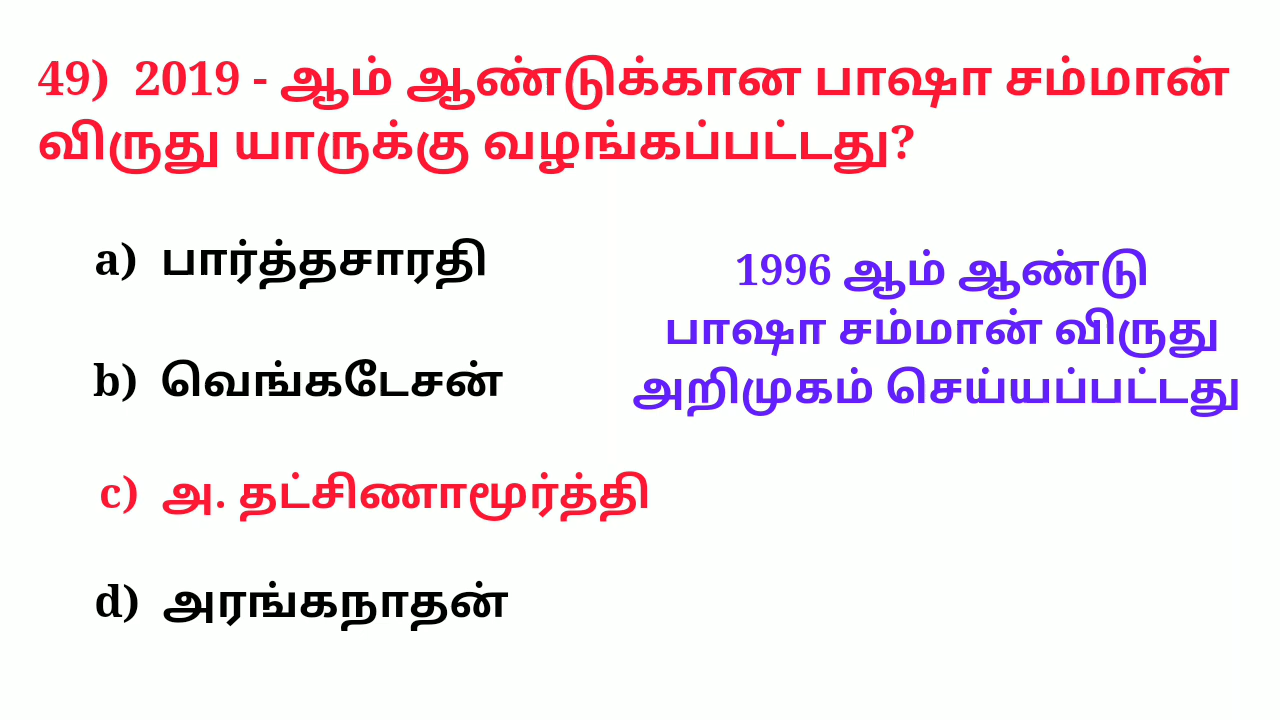 49) 2019 - ஆம் ஆண்டுக்கான பாஷா சம்மான்
விருது யாருக்கு வழங்கப்பட்டது?
a) பார்த்தசாரதி
b) வெங்கடேசன்
c) அ. தட்சிணாமூர்த்தி
d) அரங்கநாதன்
1996 ஆம் ஆண்டு
பாஷா சம்மான் விருது
அறிமுகம் செய்யப்பட்டது